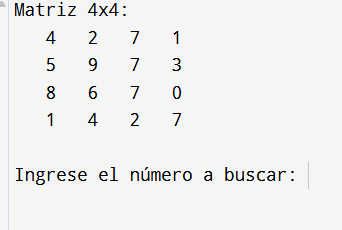 Matriz 4x4:
4 2 7 1
5 9 7 3
8 6 7 0
1 4 2 7
Ingrese el número a buscar: